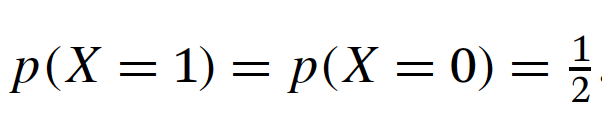 p(X = 1) = p(X = 0) = 1/2.